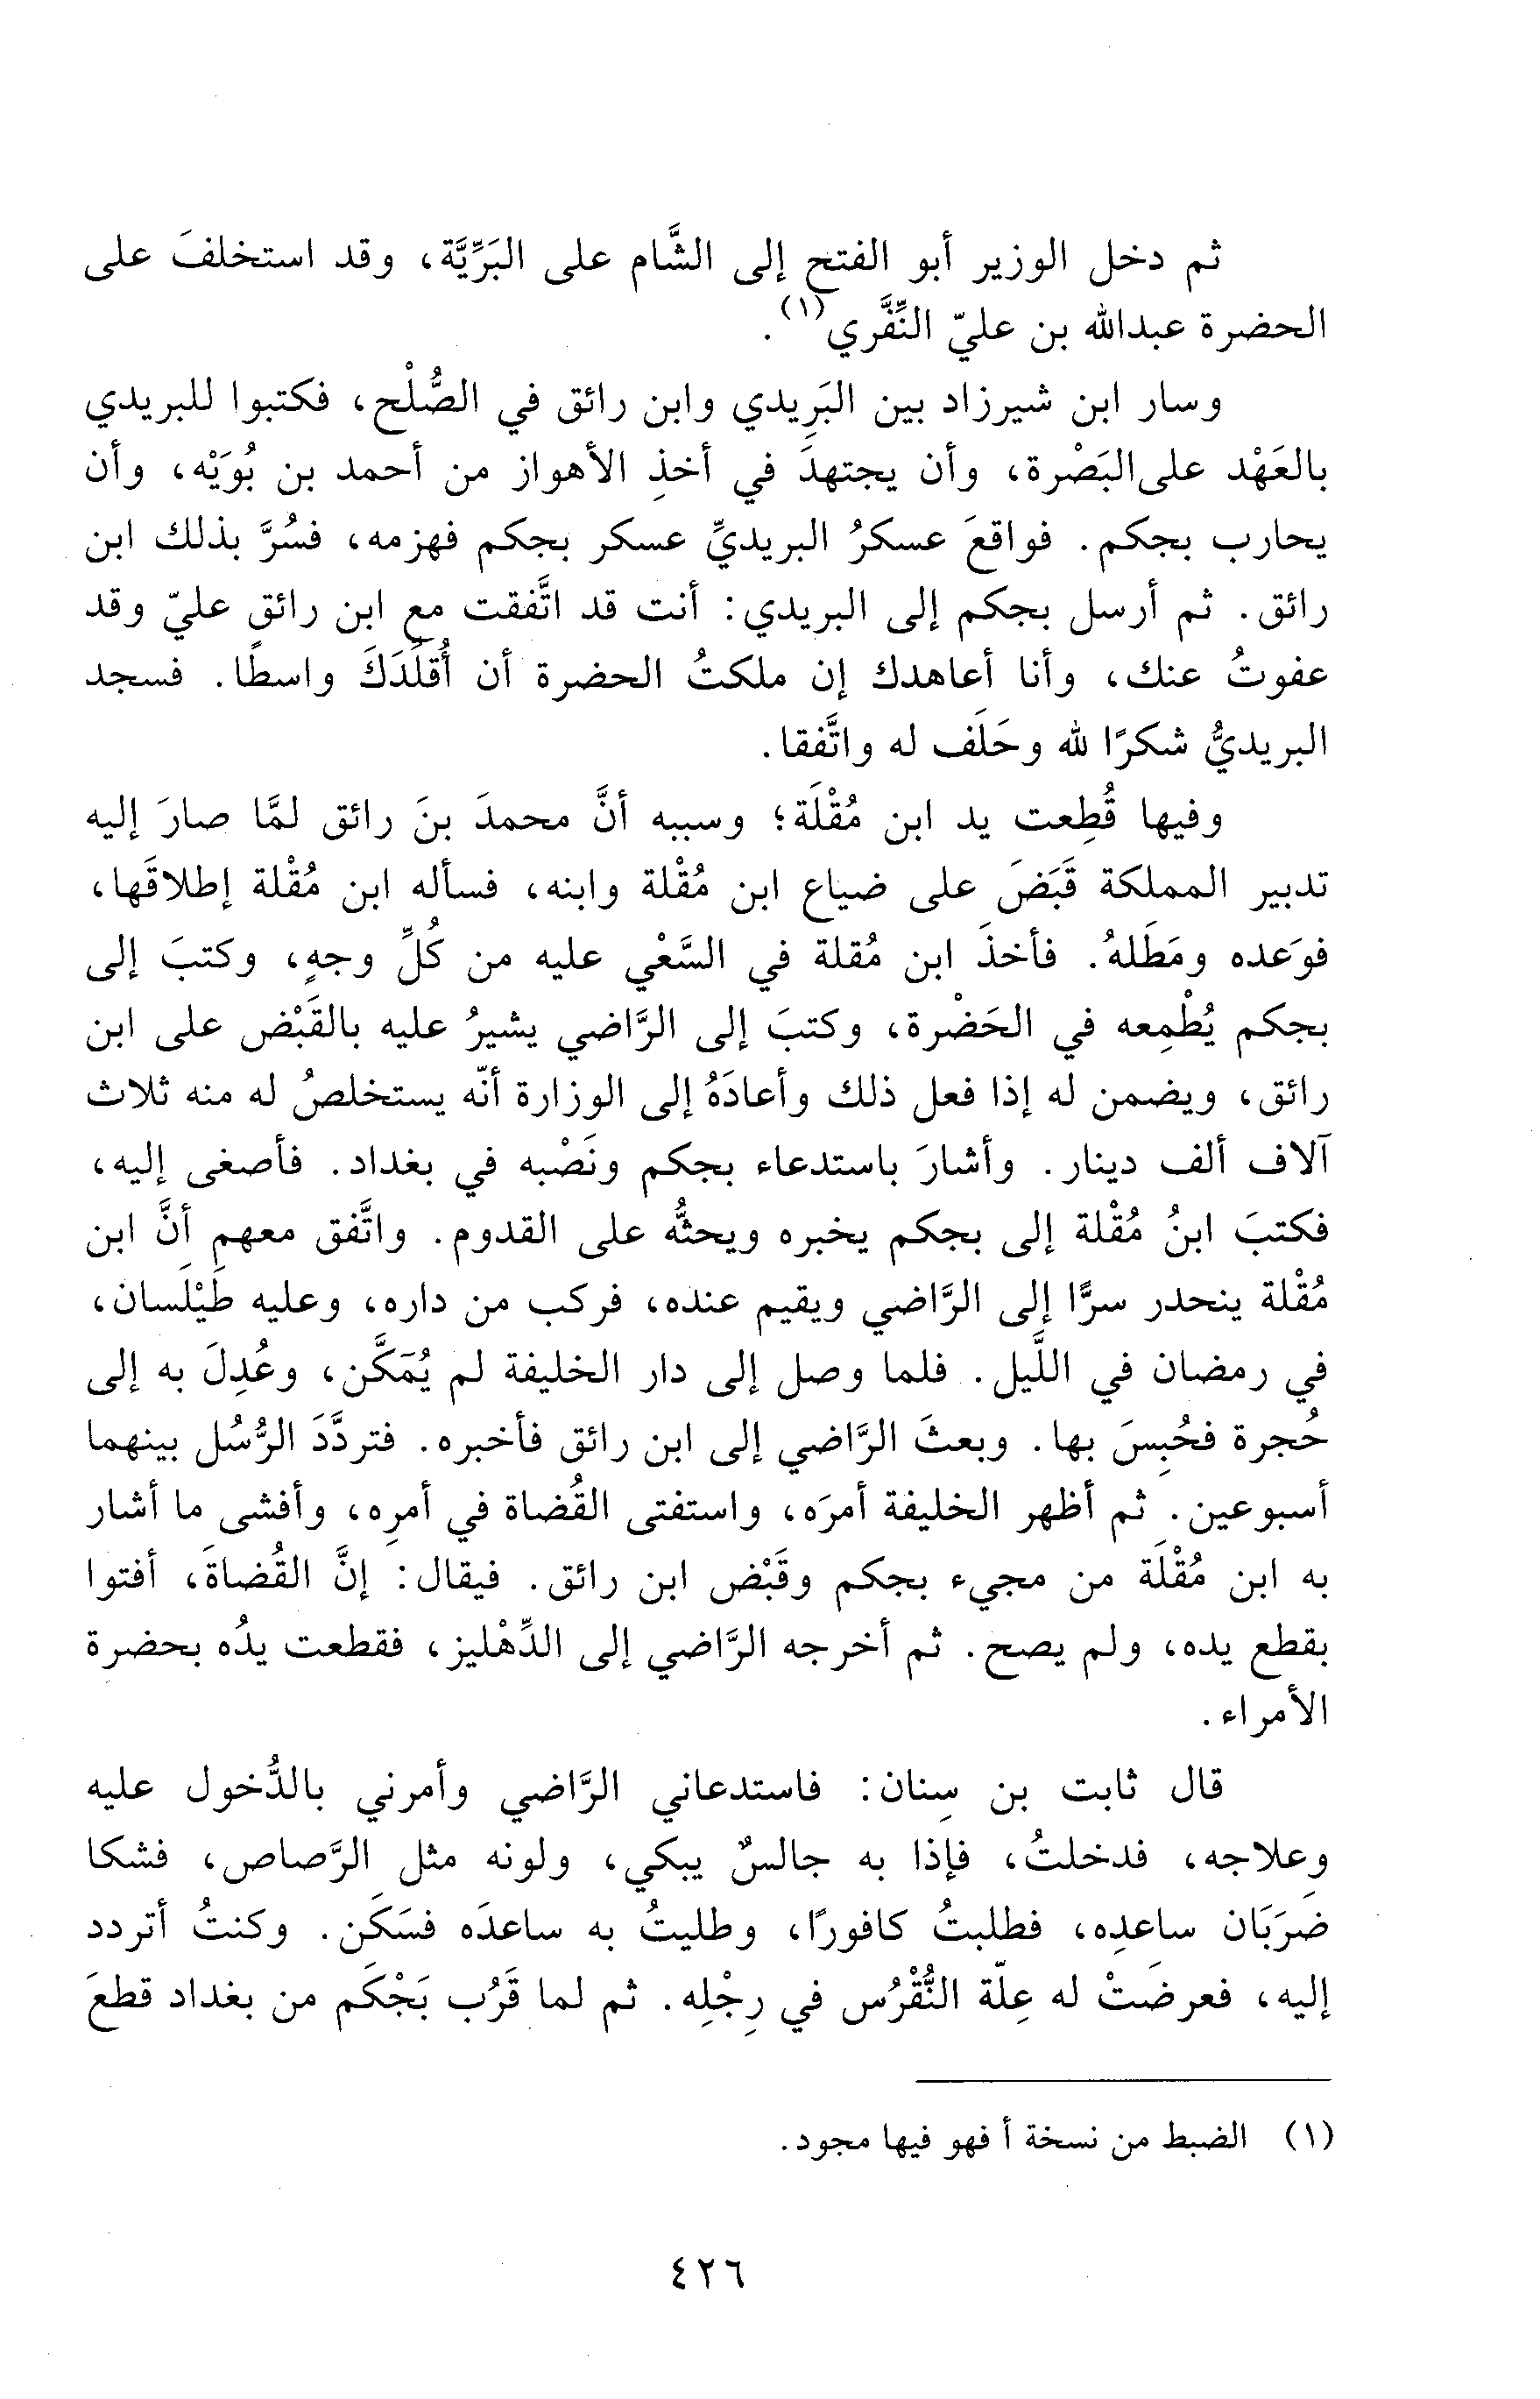 ثم دخل الوزير أبو الفتح إلى الشَّام على البَرِّيَّة، وقد استخلفَ على
الحضرة عبدالله بن عليّ النِّفَّري(١).
وسار ابن شيرزاد بين البَرِيدي وابن رائق في الصُّلْح، فكتبوا للبريدي
بالعَهْد على البَصْرة، وأن يجتهدَ في أخذِ الأهواز من أحمد بن بُوَيْه، وأن
يحارب بجكم. فواقعَ عسكرُ البريديِّ عسكر بجكم فهزمه، فسُرَّ بذلك ابن
رائق. ثم أرسل بجكم إلى البريدي: أنت قد اتَّفقت مع ابن رائق عليّ وقد
عفوتُ عنك، وأنا أعاهدك إن ملكتُ الحضرة أن أُقلِّدَكَ واسطًا. فسجد
البريديُّ شكرًا لله وحَلَف له واتَّفقا.
وفيها قُطِعت يد ابن مُقْلَة؛ وسببه أنَّ محمدَ بنَ رائق لمَّا صارَ إليه
تدبير المملكة قَبَضَ على ضياع ابن مُقْلة وابنه، فسأله ابن مُقْلة إطلاقَها،
فوَعده ومَطَلهُ. فأخذَ ابن مُقلة في السَّعْي عليه من كُلِّ وجهٍ، وكتبَ إلى
بجكم يُطْمِعه في الحَضْرة، وكتبَ إلى الرَّاضي يشيرُ عليه بالقَبْض على ابن
رائق، ويضمن له إذا فعل ذلك وأعادَهُ إلى الوزارة أنّه يستخلصُ له منه ثلاث
آلاف ألف دينار. وأشارَ باستدعاء بجكم ونَصْبه في بغداد. فأصغى إليه،
فكتبَ ابنُ مُقْلة إلى بجكم يخبره ويحثُّه على القدوم. واتَّفق معهم أنَّ ابن
مُقْلة ينحدر سرًّا إلى الرَّاضي ويقيم عنده، فركب من داره، وعليه طَيْلَسان،
في رمضان في اللَّيل. فلما وصل إلى دار الخليفة لم يُمَكَّن، وعُدِلَ به إلى
حُجرة فحُبِسَ بها. وبعثَ الرَّاضي إلى ابن رائق فأخبره. فتردَّدَ الرُّسُل بينهما
أسبوعين. ثم أظهر الخليفة أمرَه، واستفتى القُضاة في أمرِه، وأفشى ما أشار
به ابن مُقْلَة من مجيء بجكم وقَبْض ابن رائق. فيقال: إنَّ القُضاةَ، أفتوا
بقطع يده، ولم يصح. ثم أخرجه الرَّاضي إلى الدِّهْليز، فقطعت يدُه بحضرة
الأمراء.
قال ثابت بن سِنان: فاستدعاني الرَّاضي وأمرني بالدُّخول عليه
وعلاجه، فدخلتُ، فإذا به جالسٌ يبكي، ولونه مثل الرَّصاص، فشكا
ضَرَبَان ساعدِه، فطلبتُ كافورًا، وطليتُ به ساعدَه فسَكَن. وكنتُ أتردد
إليه، فعرضَتْ له عِلّة النُّقْرُس في رِجْلِه. ثم لما قَرُب بَجْكَم من بغداد قطعَ
(١) الضبط من نسخة أ فهو فيها مجود.
٤٢٦